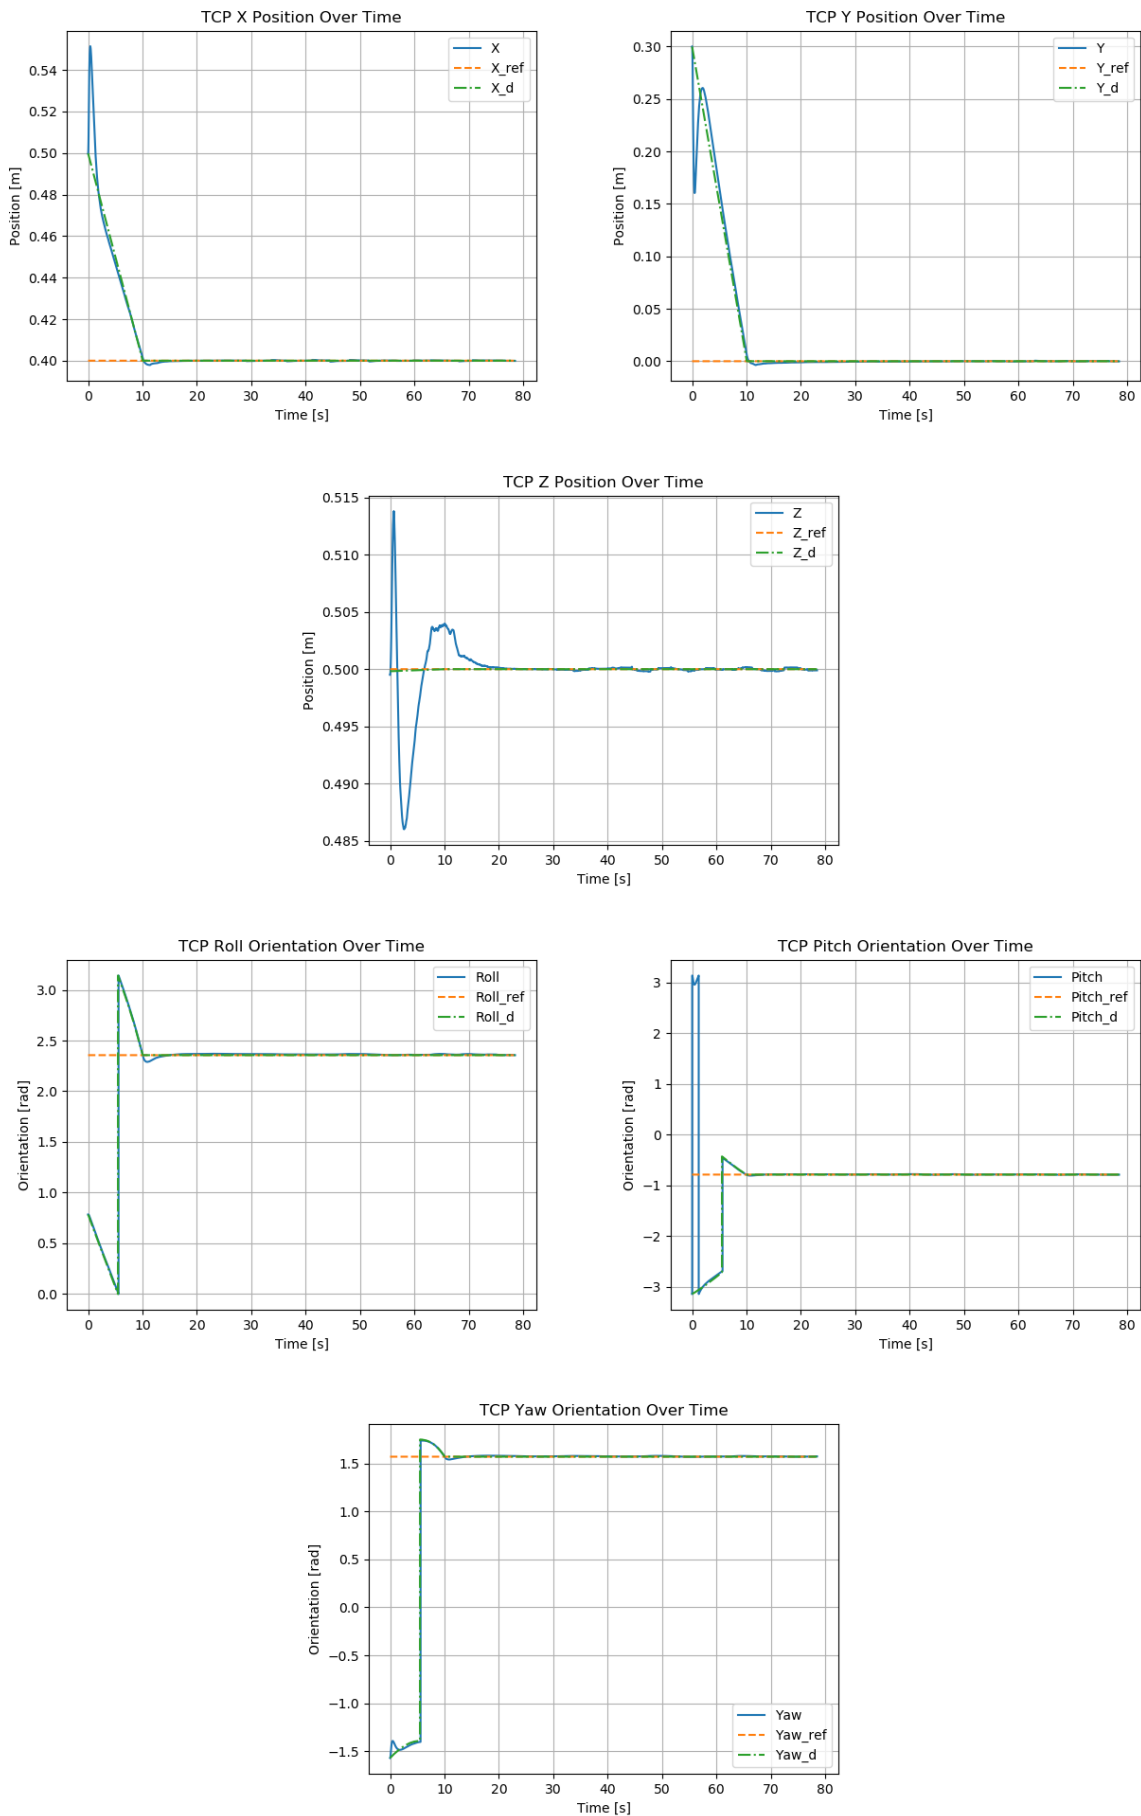 TCP X Position Over Time
Position [m]
0.54
0.52
0.50
0.48
0.46
0.44
0.42
0.40
X
X_ref
X_d
0 10 20 30 40 50 60 70 80
Time [s]
TCP Y Position Over Time
Position [m]
0.30
0.25
0.20
0.15
0.10
0.05
0.00
Y
Y_ref
Y_d
0 10 20 30 40 50 60 70 80
Time [s]
TCP Z Position Over Time
Position [m]
0.515
0.510
0.505
0.500
0.495
0.490
0.485
Z
Z_ref
Z_d
0 10 20 30 40 50 60 70 80
Time [s]
TCP Roll Orientation Over Time
Orientation [rad]
3.0
2.5
2.0
1.5
1.0
0.5
0.0
Roll
Roll_ref
Roll_d
0 10 20 30 40 50 60 70 80
Time [s]
TCP Pitch Orientation Over Time
Orientation [rad]
3
2
1
0
−1
−2
−3
Pitch
Pitch_ref
Pitch_d
0 10 20 30 40 50 60 70 80
Time [s]
TCP Yaw Orientation Over Time
Orientation [rad]
1.5
1.0
0.5
0.0
−0.5
−1.0
−1.5
Yaw
Yaw_ref
Yaw_d
0 10 20 30 40 50 60 70 80
Time [s]